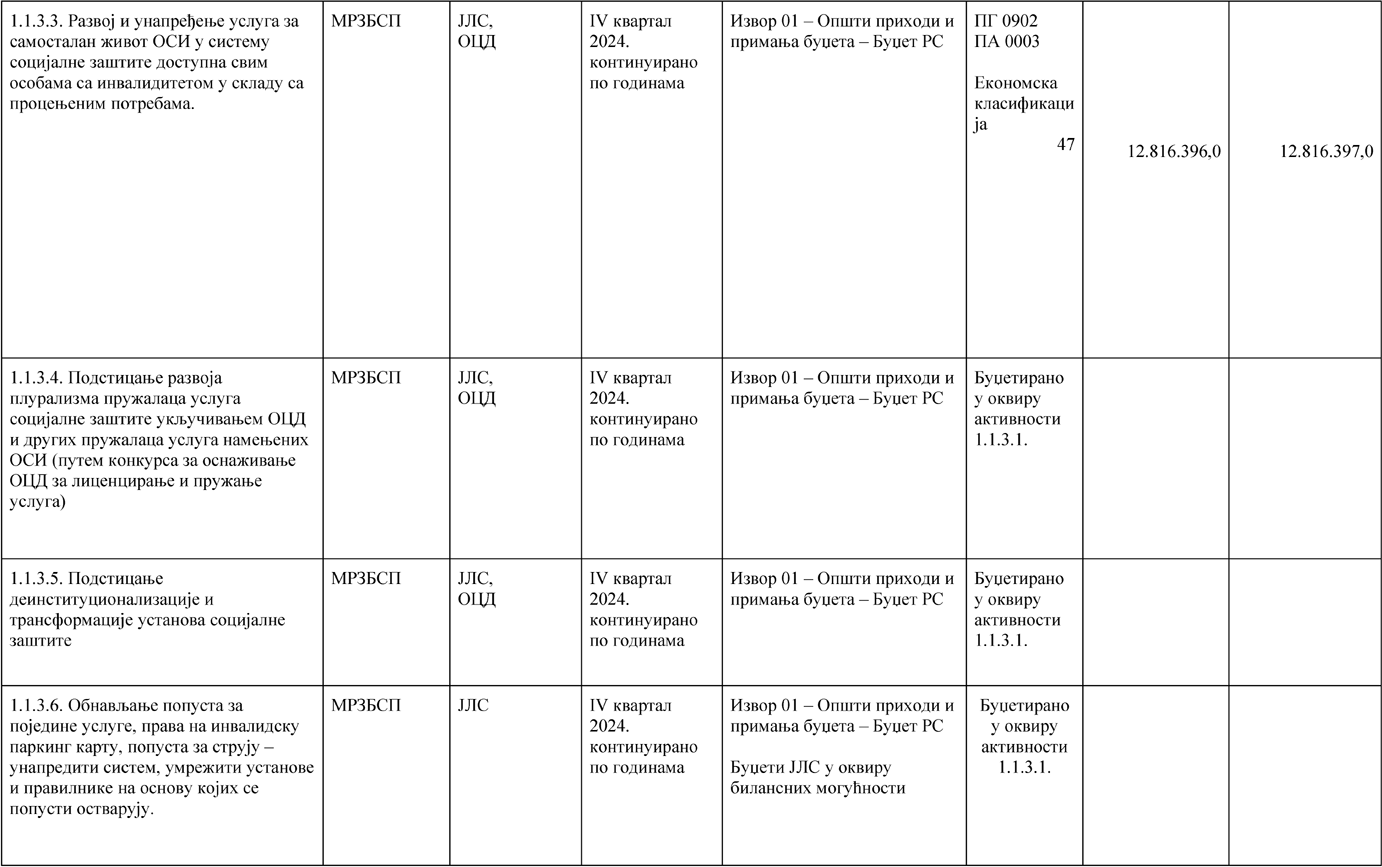 1.1.3.3. Развој и унапређење услуга за
самосталан живот ОСИ у систему
социјалне заштите доступна свим
особама са инвалидитетом у складу са
процењеним потребама.
МРЗБСП
ЈЛС,
ОЦД
IV квартал
2024.
континуирано
по годинама
Извор 01 – Општи приходи и
примања буџета – Буџет РС
ПГ 0902
ПА 0003
Економска
класификаци
ја
47
12.816.396,0
12.816.397,0
1.1.3.4. Подстицање развоја
плурализма пружалаца услуга
социјалне заштите укључивањем ОЦД
и других пружалаца услуга намењених
ОСИ (путем конкурса за оснаживање
ОЦД за лиценцирање и пружање
услуга)
МРЗБСП
ЈЛС,
ОЦД
IV квартал
2024.
континуирано
по годинама
Извор 01 – Општи приходи и
примања буџета – Буџет РС
Буџетирано
у оквиру
активности
1.1.3.1.
1.1.3.5. Подстицање
деинституционализације и
трансформације установа социјалне
заштите
МРЗБСП
ЈЛС,
ОЦД
IV квартал
2024.
континуирано
по годинама
Извор 01 – Општи приходи и
примања буџета – Буџет РС
Буџетирано
у оквиру
активности
1.1.3.1.
1.1.3.6. Обнављање попуста за
поједине услуге, права на инвалидску
паркинг карту, попуста за струју –
унапредити систем, умрежити установе
и правилнике на основу којих се
попусти остварују.
МРЗБСП
ЈЛС
IV квартал
2024.
континуирано
по годинама
Извор 01 – Општи приходи и
примања буџета – Буџет РС
Буџети ЈЛС у оквиру
билансних могућности
Буџетирано
у оквиру
активности
1.1.3.1.